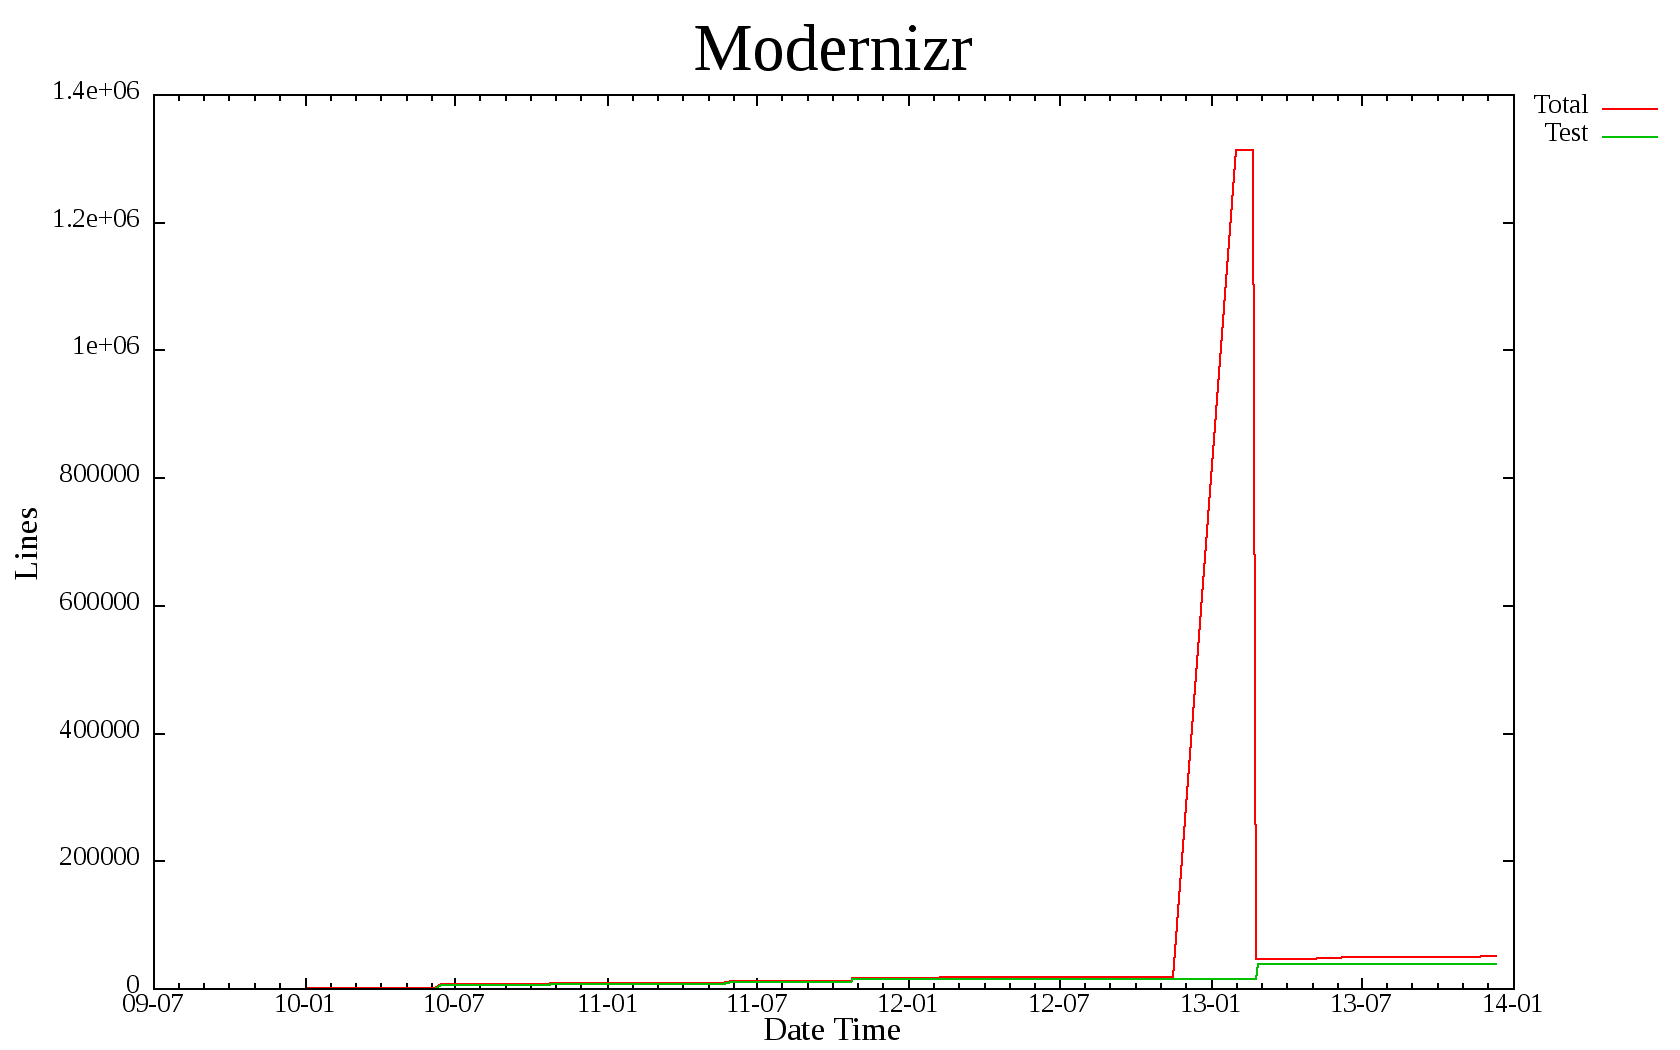 Modernizr
Total
Test
1.4e+06
1.2e+06
1e+06
800000
600000
400000
200000
0
Lines
09-07 10-01 10-07 11-01 11-07 12-01 12-07 13-01 13-07 14-01
Date Time